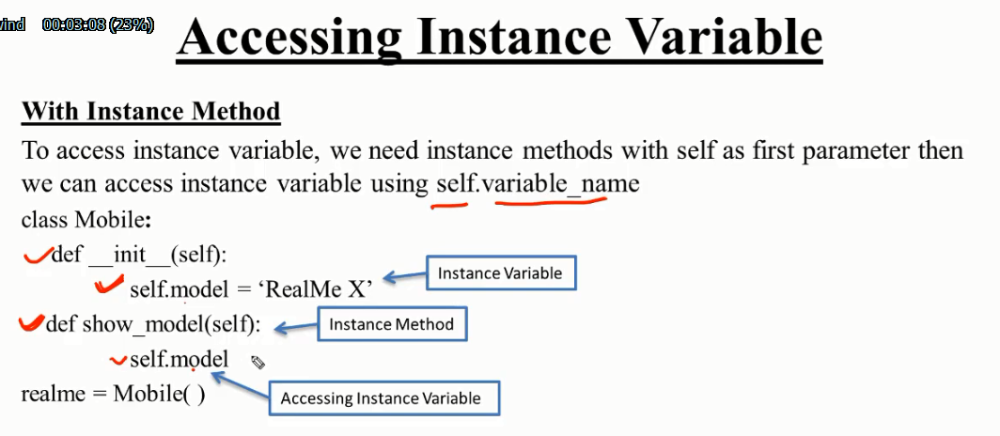 wind 00:03:08 (23%)
Accessing Instance Variable
With Instance Method
To access instance variable, we need instance methods with self as first parameter then
we can access instance variable using self.variable_name
class Mobile:
def __init__(self):
self.model = ‘RealMe X’
Instance Variable
def show_model(self):
Instance Method
self.model
realme = Mobile( )
Accessing Instance Variable